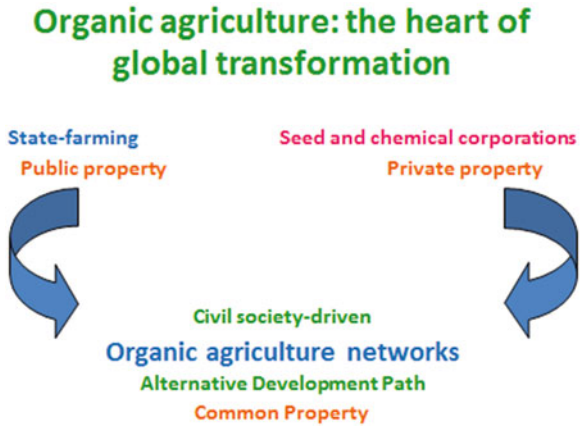 Organic agriculture: the heart of
global transformation
State-farming
Seed and chemical corporations
Public property
Private property
Civil society-driven
Organic agriculture networks
Alternative Development Path
Common Property